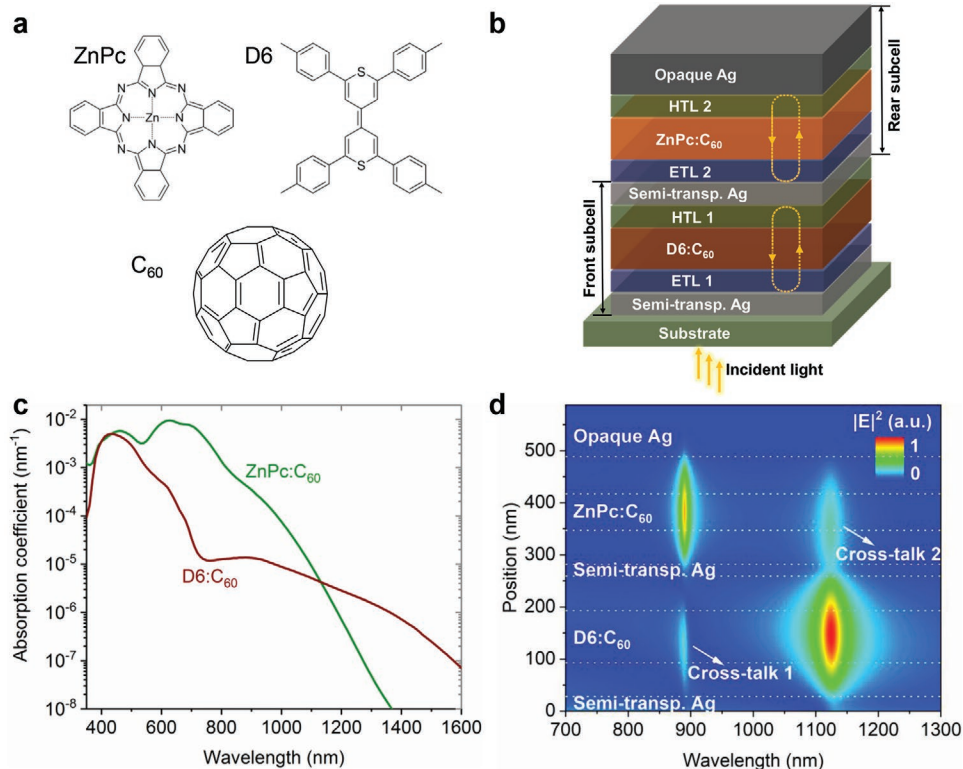 a
ZnPc
D6
N
N
N
N
N
N
N
N
Zn
S
S
C60
b
Opaque Ag
HTL 2
ZnPc:C60
ETL 2
Semi-transp. Ag
HTL 1
D6:C60
ETL 1
Semi-transp. Ag
Substrate
Incident light
Front subcell
Rear subcell
c
Absorption coefficient (nm⁻¹)
10⁻²
10⁻³
10⁻⁴
10⁻⁵
10⁻⁶
10⁻⁷
10⁻⁸
ZnPc:C60
D6:C60
400 600 800 1000 1200 1400 1600
Wavelength (nm)
d
|E|² (a.u.)
1
0
Position (nm)
500
400
300
200
100
0
Opaque Ag
ZnPc:C60
Cross-talk 2
Semi-transp. Ag
D6:C60
Cross-talk 1
Semi-transp. Ag
700 800 900 1000 1100 1200 1300
Wavelength (nm)